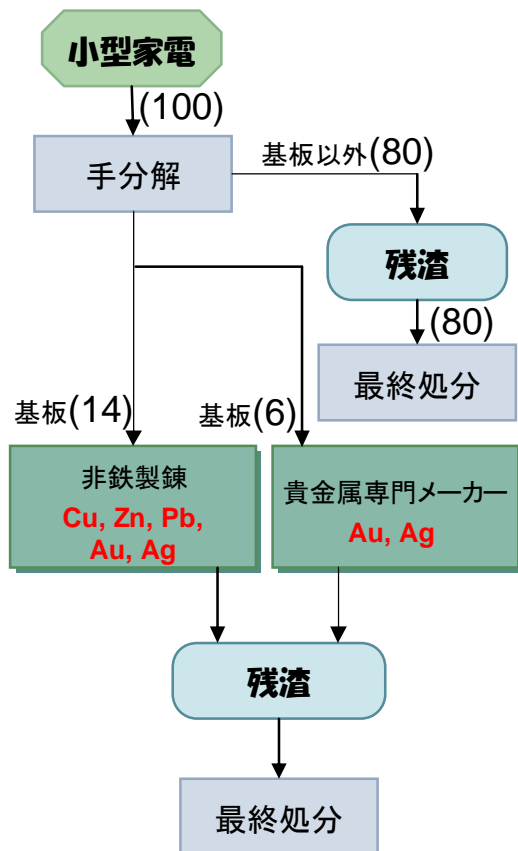 小型家電
(100)
手分解
基板以外(80)
残渣
(80)
最終処分
基板(14)
基板(6)
非鉄製錬
Cu, Zn, Pb,
Au, Ag
貴金属専門メーカー
Au, Ag
残渣
最終処分